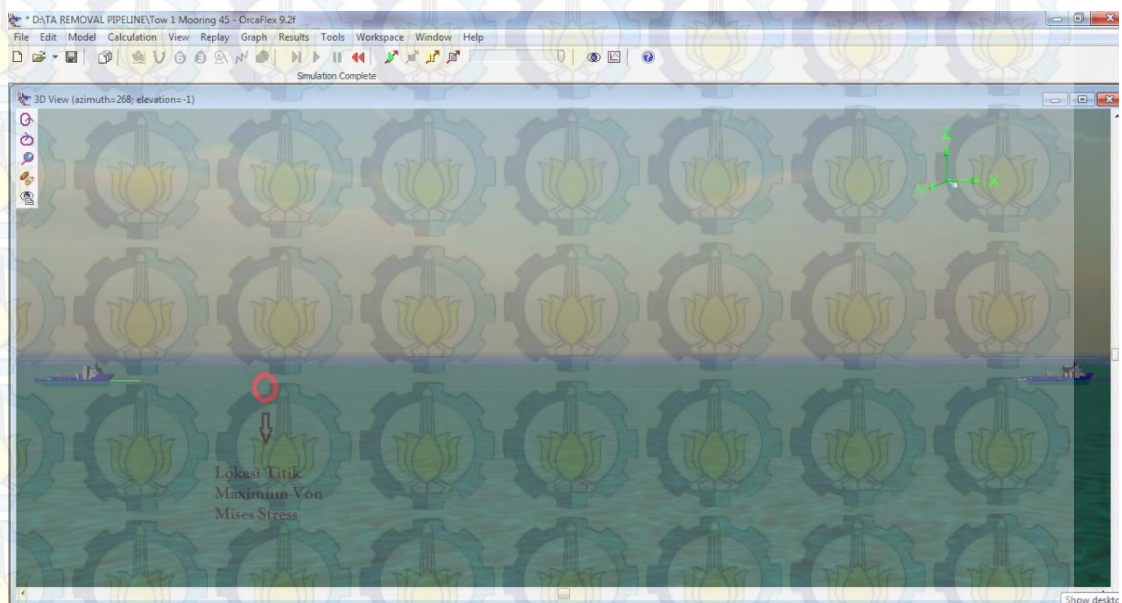 * D:\TA REMOVAL PIPELINE\Tow 1 Mooring 45 - OrcaFlex 9.2f
File Edit Model Calculation View Replay Graph Results Tools Workspace Window Help
Simulation Complete
3D View (azimuth=268; elevation=-1)
Z
X
Y
Lokasi Titik
Maximum Von
Mises Stress
Show deskto